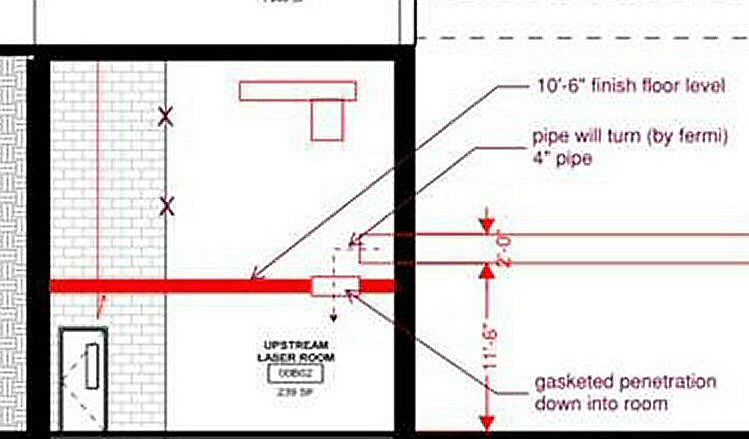 10'-6" finish floor level
pipe will turn (by fermi)
4" pipe
2'-0"
11'-6"
UPSTREAM
LASER ROOM
239 SF
gasketed penetration
down into room